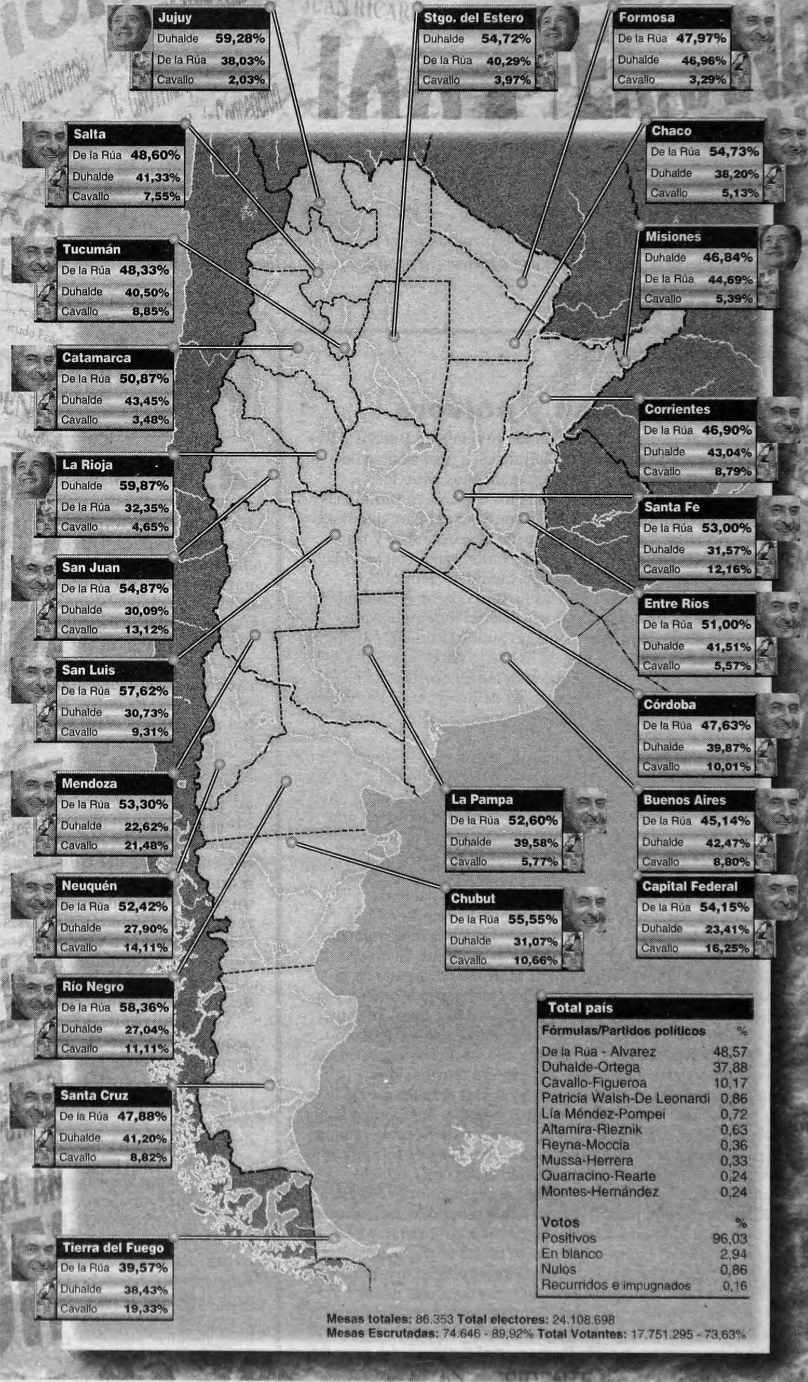 Jujuy
Duhalde 59,28%
De la Rúa 38,03%
Cavallo 2,03%
Stgo. del Estero
Duhalde 54,72%
De la Rúa 40,29%
Cavallo 3,97%
Formosa
De la Rúa 47,97%
Duhalde 46,96%
Cavallo 3,29%
Salta
De la Rúa 48,60%
Duhalde 41,33%
Cavallo 7,55%
Chaco
De la Rúa 54,73%
Duhalde 38,20%
Cavallo 5,13%
Tucumán
De la Rúa 48,33%
Duhalde 40,50%
Cavallo 8,85%
Misiones
Duhalde 46,84%
De la Rúa 44,69%
Cavallo 5,39%
Catamarca
De la Rúa 50,87%
Duhalde 43,45%
Cavallo 3,48%
Corrientes
De la Rúa 46,90%
Duhalde 43,04%
Cavallo 8,79%
La Rioja
Duhalde 59,87%
De la Rúa 32,35%
Cavallo 4,65%
Santa Fe
De la Rúa 53,00%
Duhalde 31,57%
Cavallo 12,16%
San Juan
De la Rúa 54,87%
Duhalde 30,09%
Cavallo 13,12%
Entre Ríos
De la Rúa 51,00%
Duhalde 41,51%
Cavallo 5,57%
San Luis
De la Rúa 57,62%
Duhalde 30,73%
Cavallo 9,31%
Córdoba
De la Rúa 47,63%
Duhalde 39,87%
Cavallo 10,01%
Mendoza
De la Rúa 53,30%
Duhalde 22,62%
Cavallo 21,48%
La Pampa
De la Rúa 52,60%
Duhalde 39,58%
Cavallo 5,77%
Buenos Aires
De la Rúa 45,14%
Duhalde 42,47%
Cavallo 8,80%
Neuquén
De la Rúa 52,42%
Duhalde 27,90%
Cavallo 14,11%
Chubut
De la Rúa 55,55%
Duhalde 31,07%
Cavallo 10,66%
Capital Federal
De la Rúa 54,15%
Duhalde 23,41%
Cavallo 16,25%
Río Negro
De la Rúa 58,36%
Duhalde 27,04%
Cavallo 11,11%
Santa Cruz
De la Rúa 47,88%
Duhalde 41,20%
Cavallo 8,82%
Tierra del Fuego
De la Rúa 39,57%
Duhalde 38,43%
Cavallo 19,33%
Total país
Fórmulas/Partidos políticos %
De la Rúa - Alvarez 48,57
Duhalde-Ortega 37,88
Cavallo-Figueroa 10,17
Patricia Walsh-De Leonardi 0,86
Lía Méndez-Pompei 0,72
Altamira-Rieznik 0,63
Reyna-Moccia 0,36
Mussa-Herrera 0,33
Quarracino-Rearte 0,24
Montes-Hernández 0,24
Votos %
Positivos 96,03
En blanco 2,94
Nulos 0,86
Recurridos e impugnados 0,16
Mesas totales: 86.353 Total electores: 24.108.698
Mesas Escrutadas: 74.646 - 89,92% Total Votantes: 17.751.295 - 73,63%